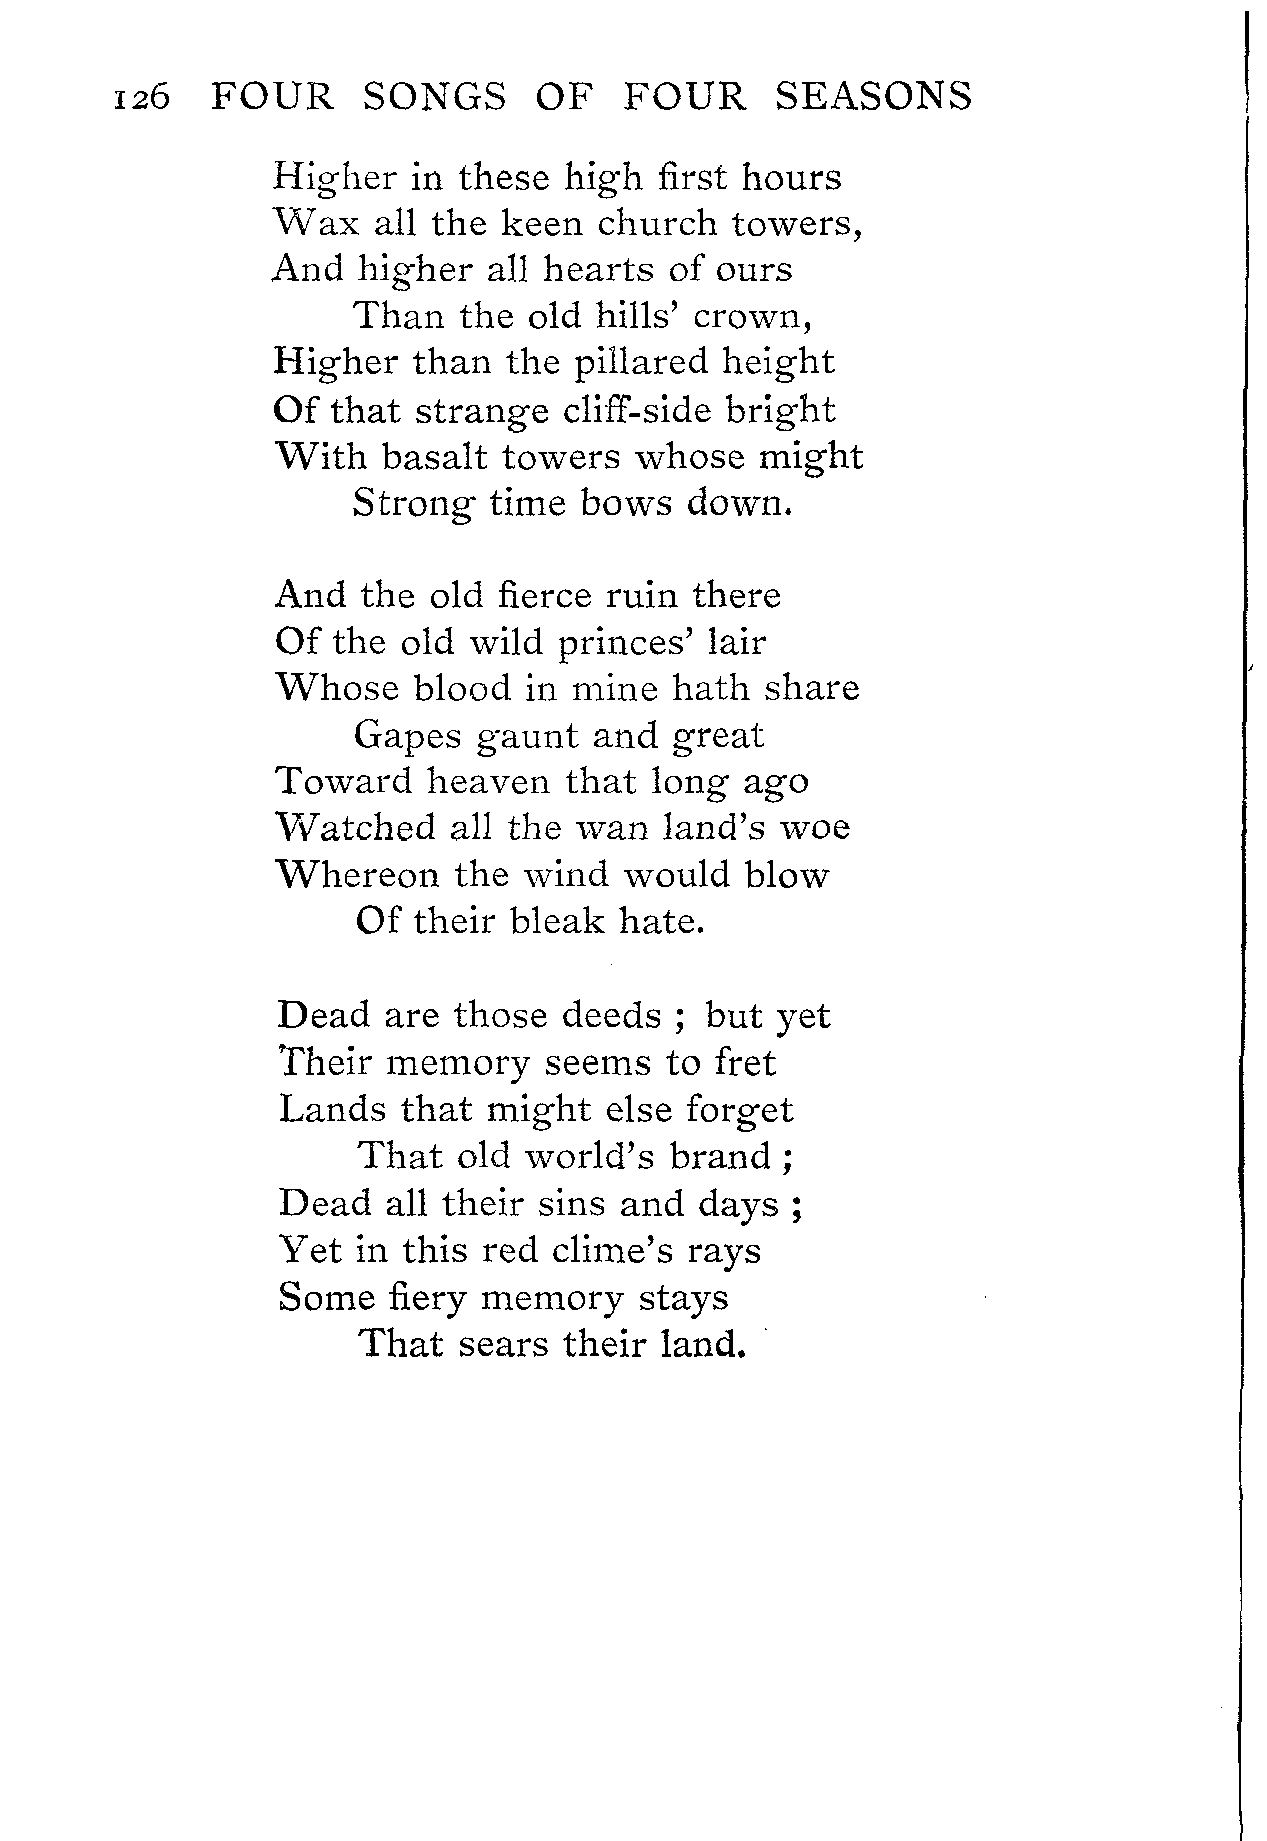 126 FOUR SONGS OF FOUR SEASONS
Higher in these high first hours
Wax all the keen church towers,
And higher all hearts of ours
Than the old hills' crown,
Higher than the pillared height
Of that strange cliff-side bright
With basalt towers whose might
Strong time bows down.
And the old fierce ruin there
Of the old wild princes' lair
Whose blood in mine hath share
Gapes gaunt and great
Toward heaven that long ago
Watched all the wan land's woe
Whereon the wind would blow
Of their bleak hate.
Dead are those deeds ; but yet
Their memory seems to fret
Lands that might else forget
That old world's brand ;
Dead all their sins and days ;
Yet in this red clime's rays
Some fiery memory stays
That sears their land.